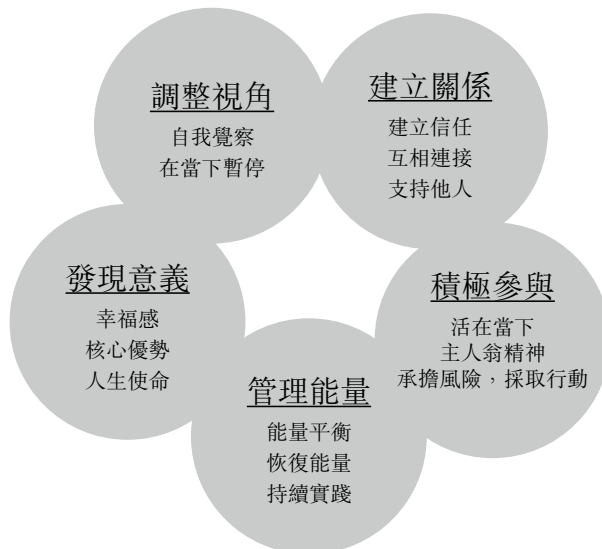 調整視角
自我覺察
在當下暫停
建立關係
建立信任
互相連接
支持他人
發現意義
幸福感
核心優勢
人生使命
積極參與
活在當下
主人翁精神
承擔風險，採取行動
管理能量
能量平衡
恢復能量
持續實踐